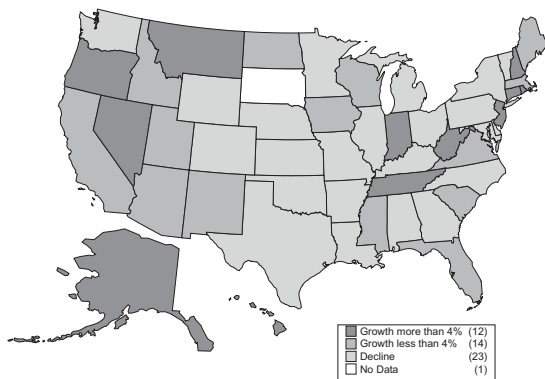 Growth more than 4% (12)
Growth less than 4% (14)
Decline (23)
No Data (1)